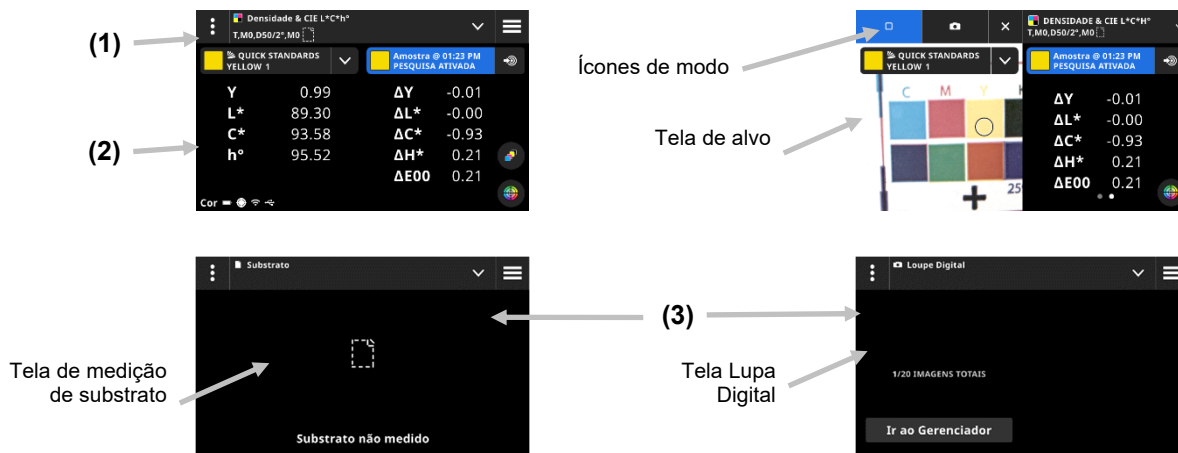 (1)
Densidade & CIE L*C*h°
T,M0,D50/2°,M0
QUICK STANDARDS
YELLOW 1
Amostra @ 01:23 PM
PESQUISA ATIVADA
(2)
Y 0.99 ΔY -0.01
L* 89.30 ΔL* -0.00
C* 93.58 ΔC* -0.93
h° 95.52 ΔH* 0.21
ΔE00 0.21
Cor
Ícones de modo
Tela de alvo
DENSIDADE & CIE L*C*H°
T,M0,D50/2°,M0
QUICK STANDARDS
YELLOW 1
Amostra @ 01:23 PM
PESQUISA ATIVADA
C M Y
25
ΔY -0.01
ΔL* -0.00
ΔC* -0.93
ΔH* 0.21
ΔE00 0.21
Substrato
Tela de medição
de substrato
Substrato não medido
(3)
Tela Lupa
Digital
Loupe Digital
1/20 IMAGENS TOTAIS
Ir ao Gerenciador